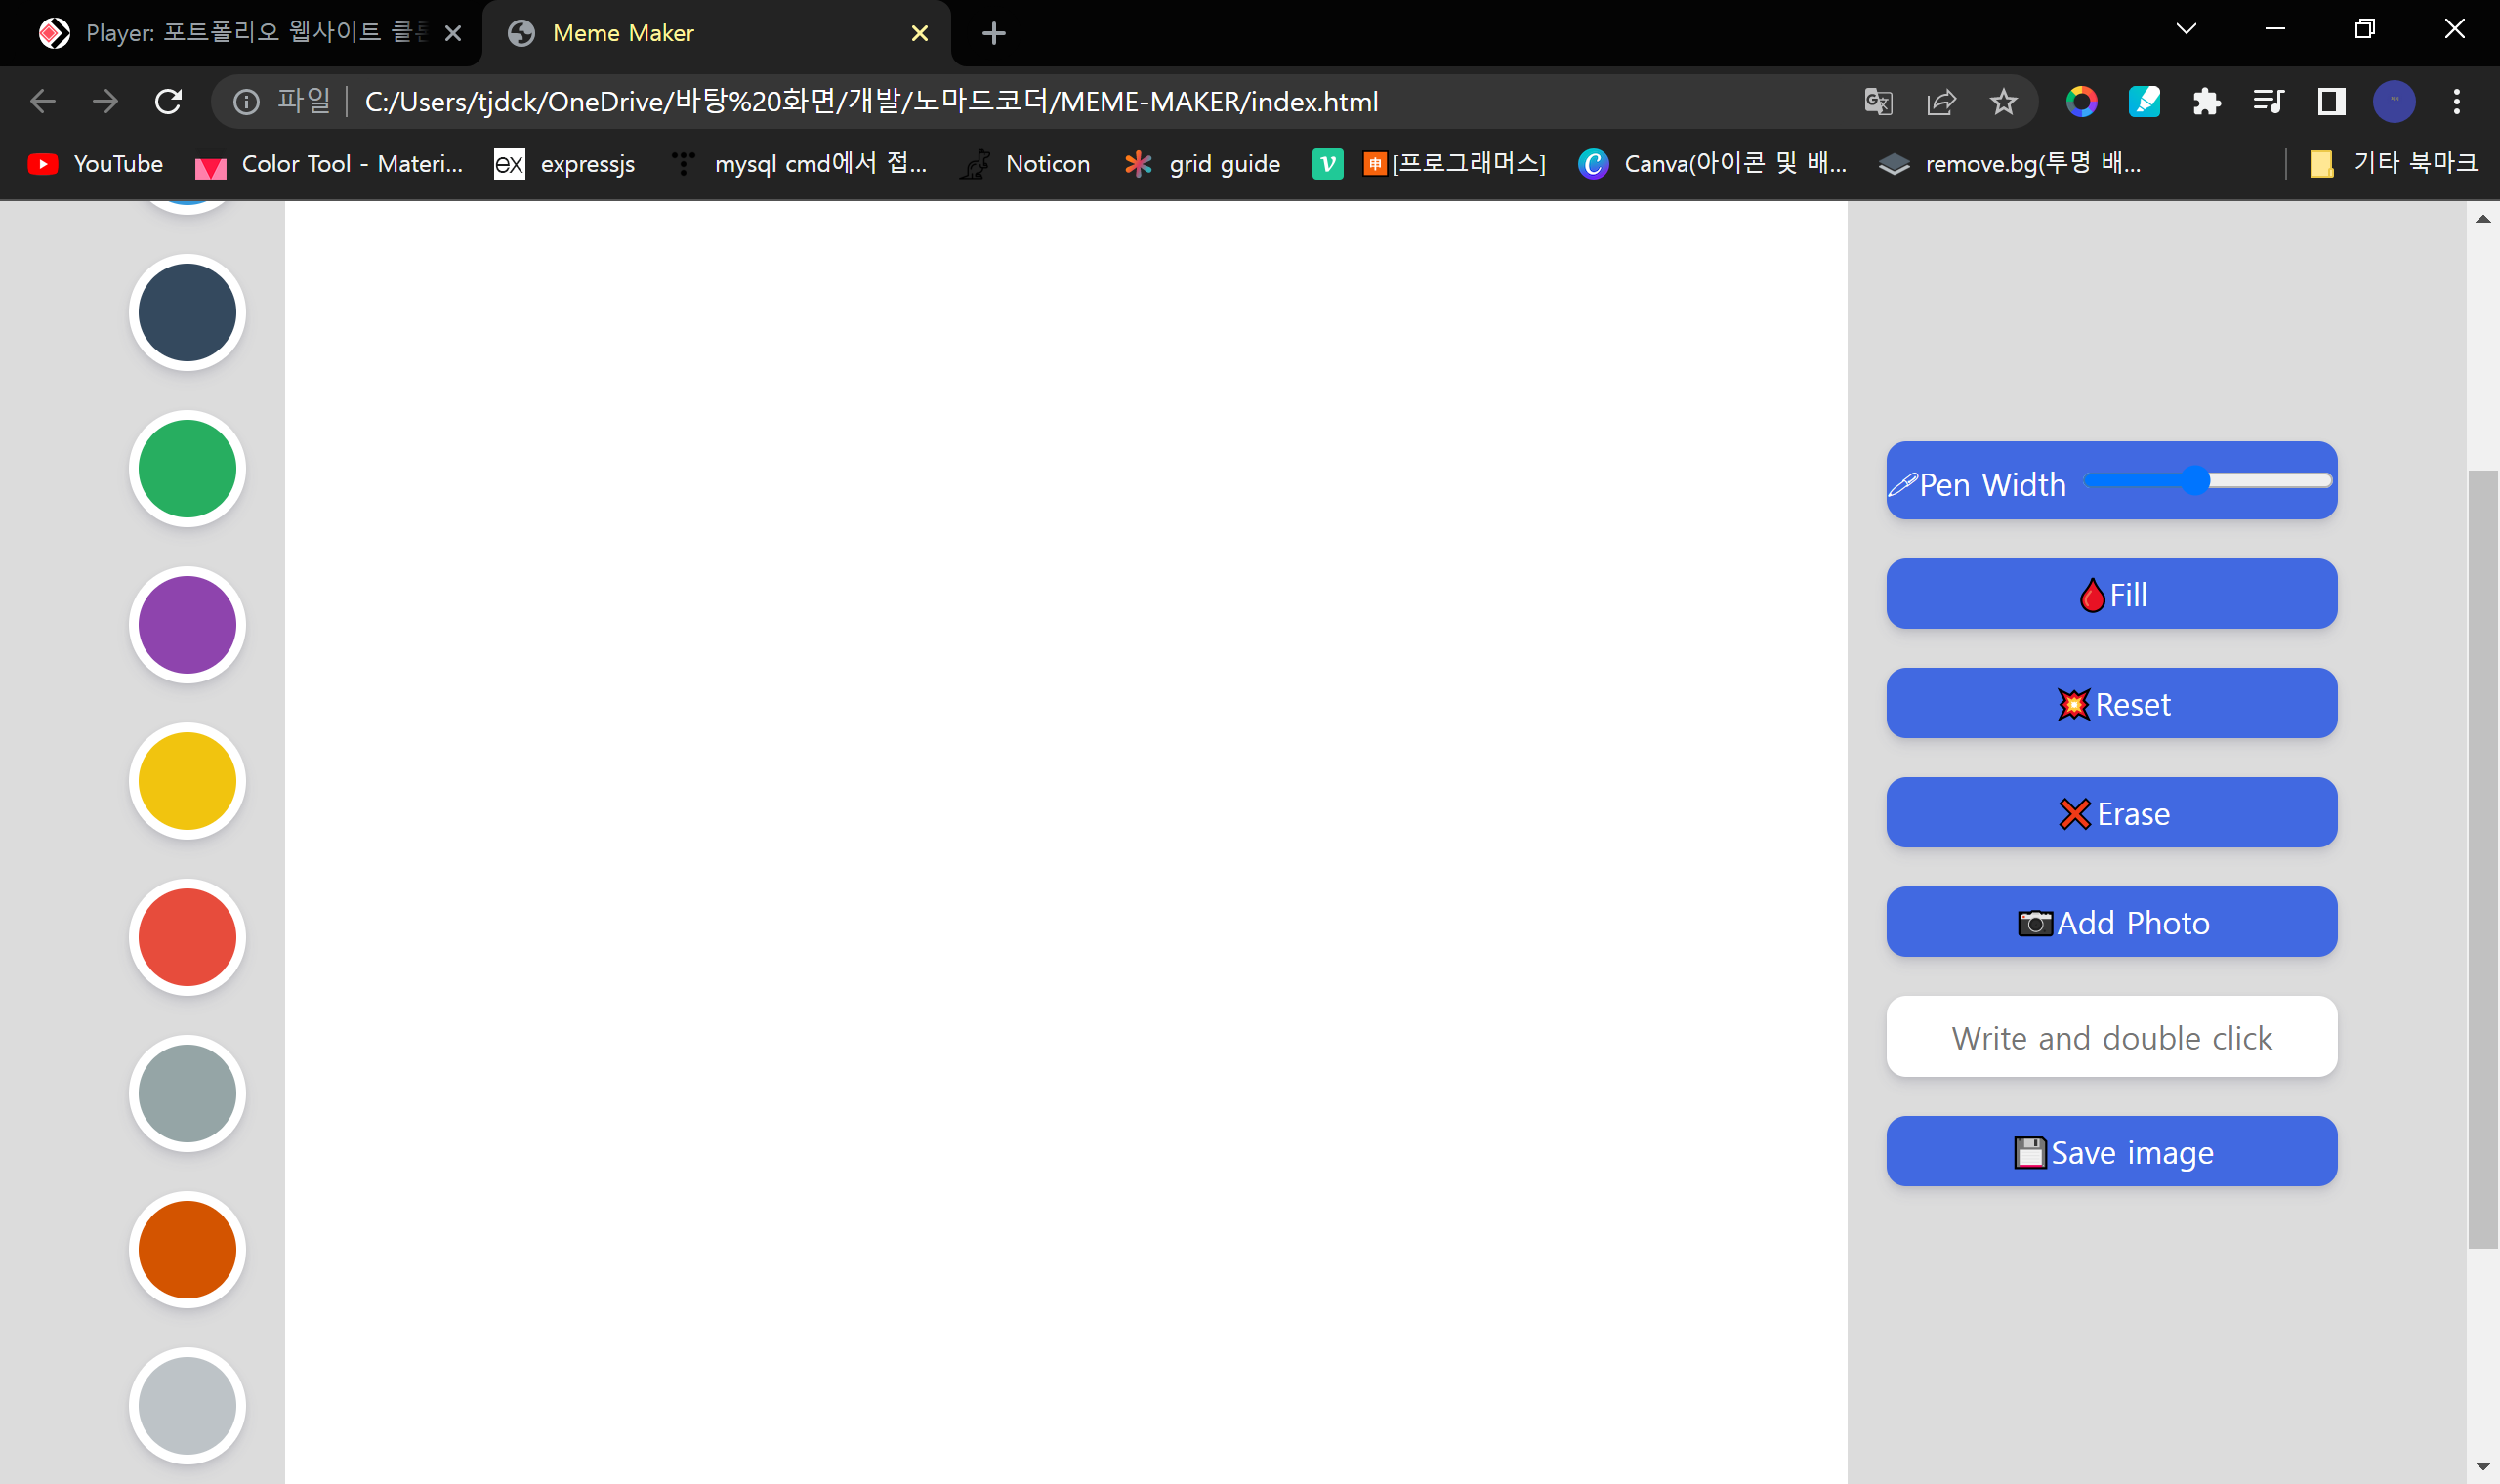 Player: 포트폴리오 웹사이트 클론
Meme Maker
파일
C:/Users/tjdck/OneDrive/바탕%20화면/개발/노마드코더/MEME-MAKER/index.html
YouTube
Color Tool - Materi...
ex
expressjs
mysql cmd에서 접...
Noticon
grid guide
[프로그래머스]
Canva(아이콘 및 배...
remove.bg(투명 배...
기타 북마크
Pen Width
Fill
Reset
Erase
Add Photo
Write and double click
Save image